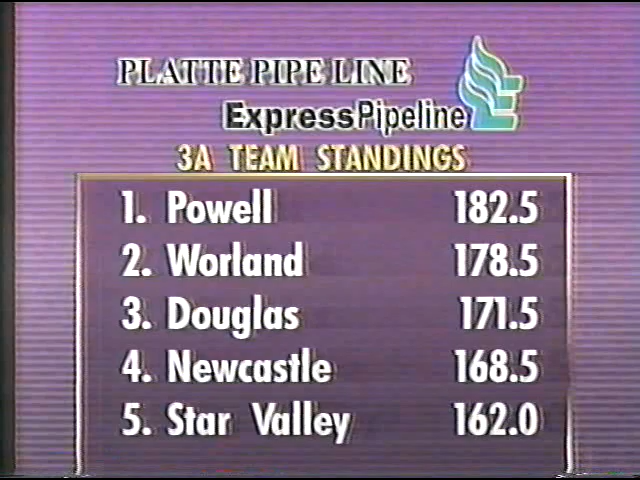 PLATTE PIPE LINE
ExpressPipeline
3A TEAM STANDINGS
1. Powell 182.5
2. Worland 178.5
3. Douglas 171.5
4. Newcastle 168.5
5. Star Valley 162.0